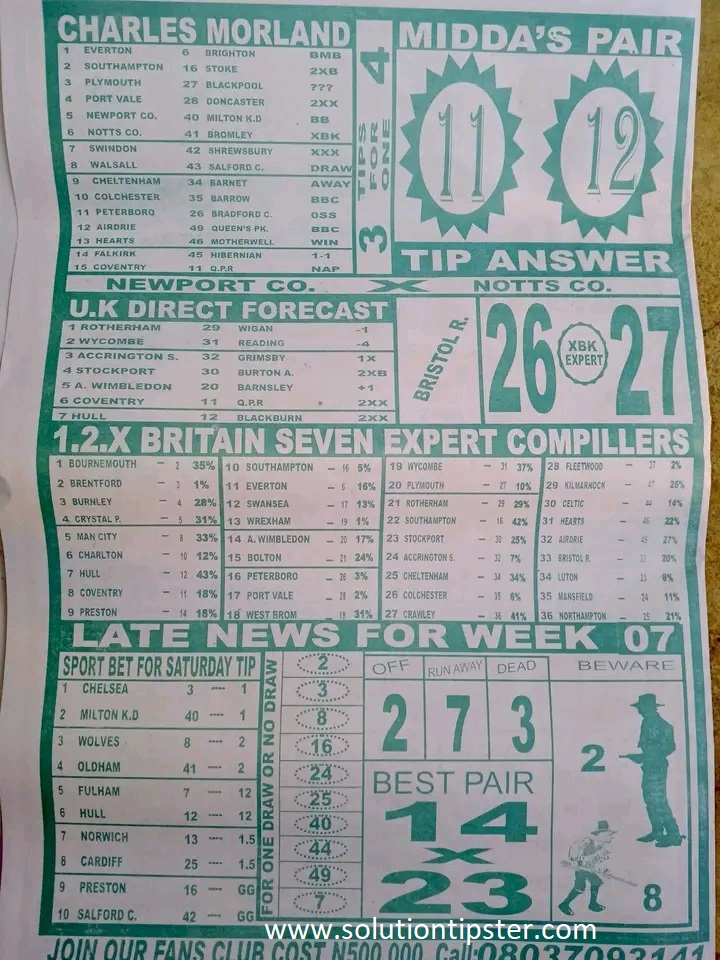 CHARLES MORLAND
1 EVERTON 6 BRIGHTON BMB
2 SOUTHAMPTON 16 STOKE 2XB
3 PLYMOUTH 27 BLACKPOOL ???
4 PORT VALE 28 DONCASTER 2XX
5 NEWPORT CO. 40 MILTON K.D BB
6 NOTTS CO. 41 BROMLEY XBK
7 SWINDON 42 SHREWSBURY XXX
8 WALSALL 43 SALFORD C. DRAW
9 CHELTENHAM 34 BARNET AWAY
10 COLCHESTER 35 BARROW BBC
11 PETERBORO 26 BRADFORD C. 0SS
12 AIRDRIE 49 QUEEN'S PK. BBC
13 HEARTS 46 MOTHERWELL WIN
14 FALKIRK 45 HIBERNIAN 1-1
15 COVENTRY 11 Q.P.R NAP
3 TIPS FOR ONE 4
MIDDA'S PAIR
11 12
TIP ANSWER
NEWPORT CO. X NOTTS CO.
U.K DIRECT FORECAST
1 ROTHERHAM 29 WIGAN -1
2 WYCOMBE 31 READING -4
3 ACCRINGTON S. 32 GRIMSBY 1X
4 STOCKPORT 30 BURTON A. 2XB
5 A. WIMBLEDON 20 BARNSLEY +1
6 COVENTRY 11 Q.P.R 2XX
7 HULL 12 BLACKBURN 2XX
BRISTOL R.
26 XBK EXPERT 27
1.2.X BRITAIN SEVEN EXPERT COMPILLERS
1 BOURNEMOUTH – 2 35%
2 BRENTFORD – 3 1%
3 BURNLEY – 4 28%
4 CRYSTAL P. – 5 31%
5 MAN CITY – 8 33%
6 CHARLTON – 10 12%
7 HULL – 12 43%
8 COVENTRY – 11 18%
9 PRESTON – 14 18%
10 SOUTHAMPTON – 16 5%
11 EVERTON – 6 16%
12 SWANSEA – 17 13%
13 WREXHAM – 19 1%
14 A. WIMBLEDON – 20 17%
15 BOLTON – 21 24%
16 PETERBORO – 26 3%
17 PORT VALE – 28 2%
18 WEST BROM – 18 31%
19 WYCOMBE – 31 37%
20 PLYMOUTH – 27 10%
21 ROTHERAM – 29 29%
22 SOUTHAMPTON – 16 42%
23 STOCKPORT – 30 25%
24 ACCRINGTON S. – 32 7%
25 CHELTENHAM – 34 34%
26 COLCHESTER – 35 6%
27 CRAWLEY – 36 41%
28 FLEETWOOD – 37 2%
29 KILMARNOCK – 47 25%
30 CELTIC – 44 14%
31 HEARTS – 46 22%
32 AIRDRIE – 49 27%
33 BRISTOL R. – 33 20%
34 LUTON – 23 6%
35 MANSFIELD – 24 11%
36 NORTHAMPTON – 25 21%
LATE NEWS FOR WEEK 07
SPORT BET FOR SATURDAY TIP
1 CHELSEA 3 ---- 1
2 MILTON K.D 40 ---- 1
3 WOLVES 8 ---- 2
4 OLDHAM 41 ---- 2
5 FULHAM 7 ---- 12
6 HULL 12 ---- 12
7 NORWICH 13 ---- 1.5
8 CARDIFF 25 ---- 1.5
9 PRESTON 16 ---- GG
10 SALFORD C. 42 ---- GG
FOR ONE DRAW OR NO DRAW
2
3
8
16
24
25
40
44
49
7
OFF RUN AWAY DEAD
2 7 3
BEST PAIR
14
X
23
BEWARE
2
8
www.solutiontipster.com
JOIN OUR FANS CLUB COST N500,000. Call: 08037093141